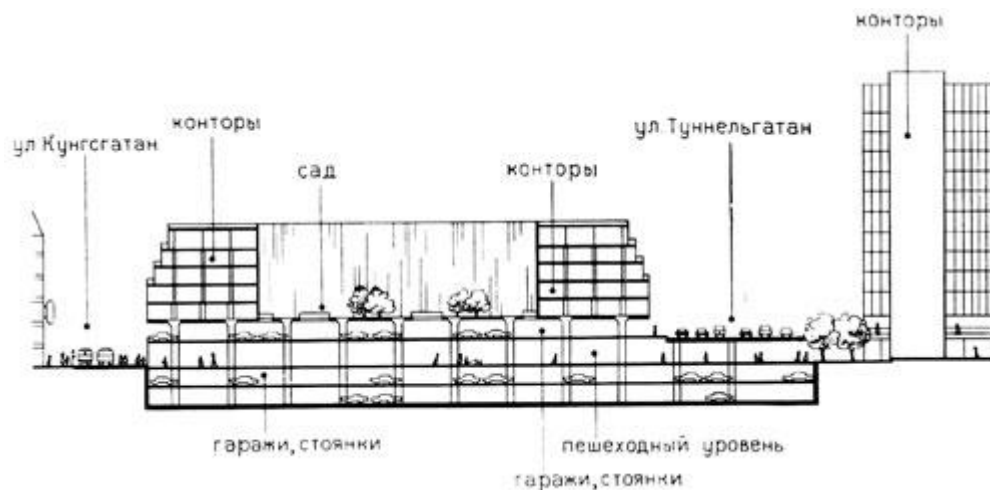 конторы
конторы
ул.Туннельгатан
ул.Кунгсгатан
сад
конторы
гаражи,стоянки
пешеходный уровень
гаражи,стоянки